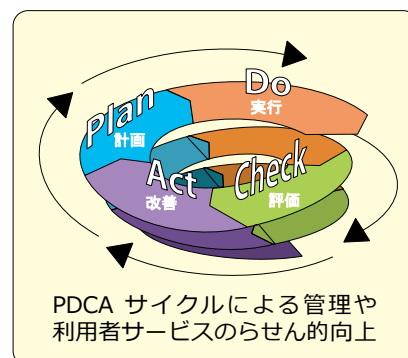 Plan
計画
Do
実行
Check
評価
Act
改善
PDCA サイクルによる管理や
利用者サービスのらせん的向上